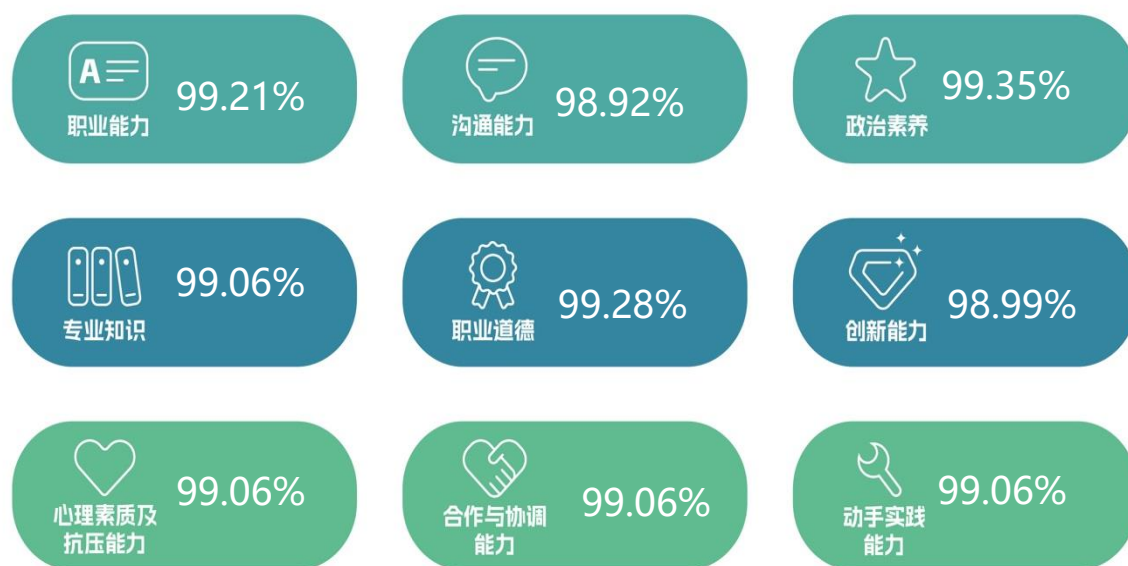 A
99.21%
职业能力
98.92%
沟通能力
99.35%
政治素养
99.06%
专业知识
99.28%
职业道德
98.99%
创新能力
99.06%
心理素质及
抗压能力
99.06%
合作与协调
能力
99.06%
动手实践
能力